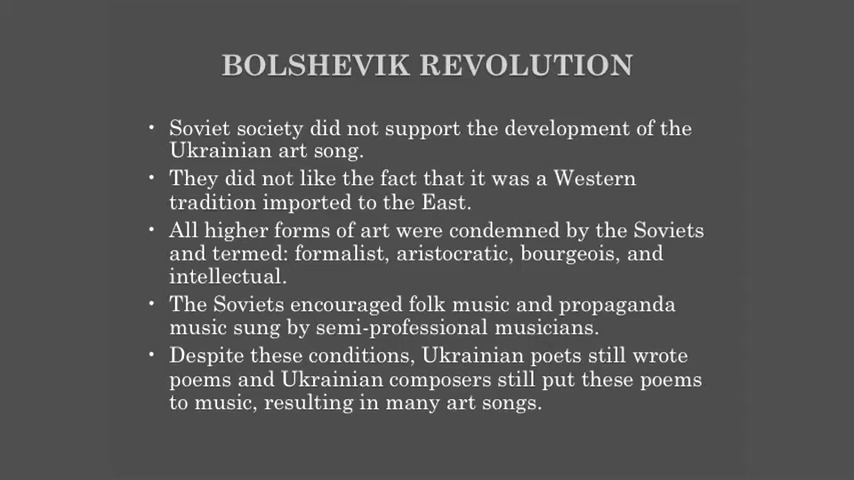 BOLSHEVIK REVOLUTION
• Soviet society did not support the development of the
Ukrainian art song.
• They did not like the fact that it was a Western
tradition imported to the East.
• All higher forms of art were condemned by the Soviets
and termed: formalist, aristocratic, bourgeois, and
intellectual.
• The Soviets encouraged folk music and propaganda
music sung by semi-professional musicians.
• Despite these conditions, Ukrainian poets still wrote
poems and Ukrainian composers still put these poems
to music, resulting in many art songs.